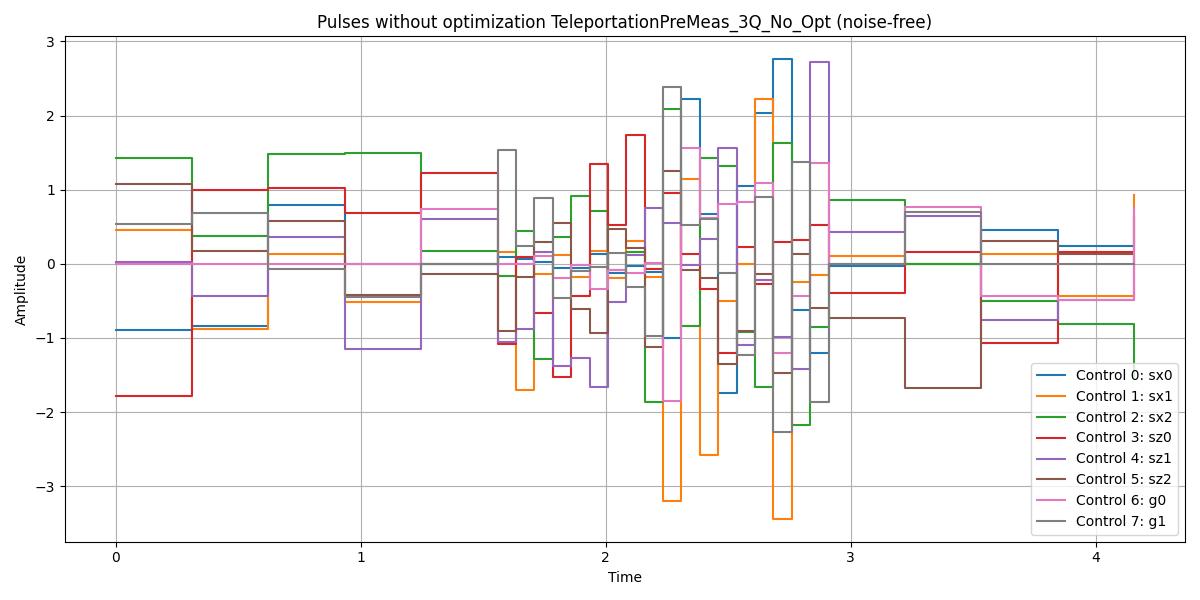 Pulses without optimization TeleportationPreMeas_3Q_No_Opt (noise-free)
3
2
1
0
−1
−2
−3
Amplitude
0
1
2
3
4
Time
Control 0: sx0
Control 1: sx1
Control 2: sx2
Control 3: sz0
Control 4: sz1
Control 5: sz2
Control 6: g0
Control 7: g1